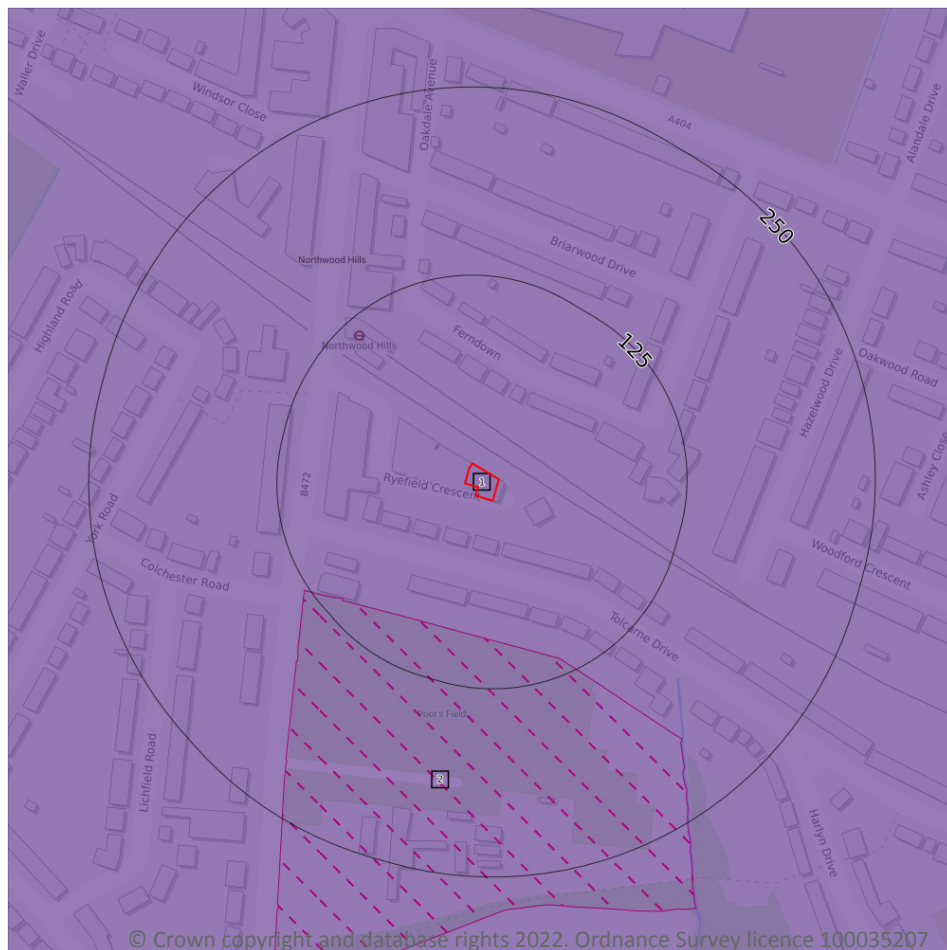 Waller Drive
Windsor Close
Oakdale Avenue
A404
Alandale Drive
250
Briarwood Drive
Northwood Hills
Highland Road
125
Northwood Hills
Ferndown
Oakwood Road
Hazelwood Drive
Ashley Close
B472
Ryefield Crescent
1
York Road
Colchester Road
Woodford Crescent
Tolcarne Drive
Poor's Field
Lichfield Road
2
Harlyn Drive
© Crown copyright and database rights 2022. Ordnance Survey licence 100035207